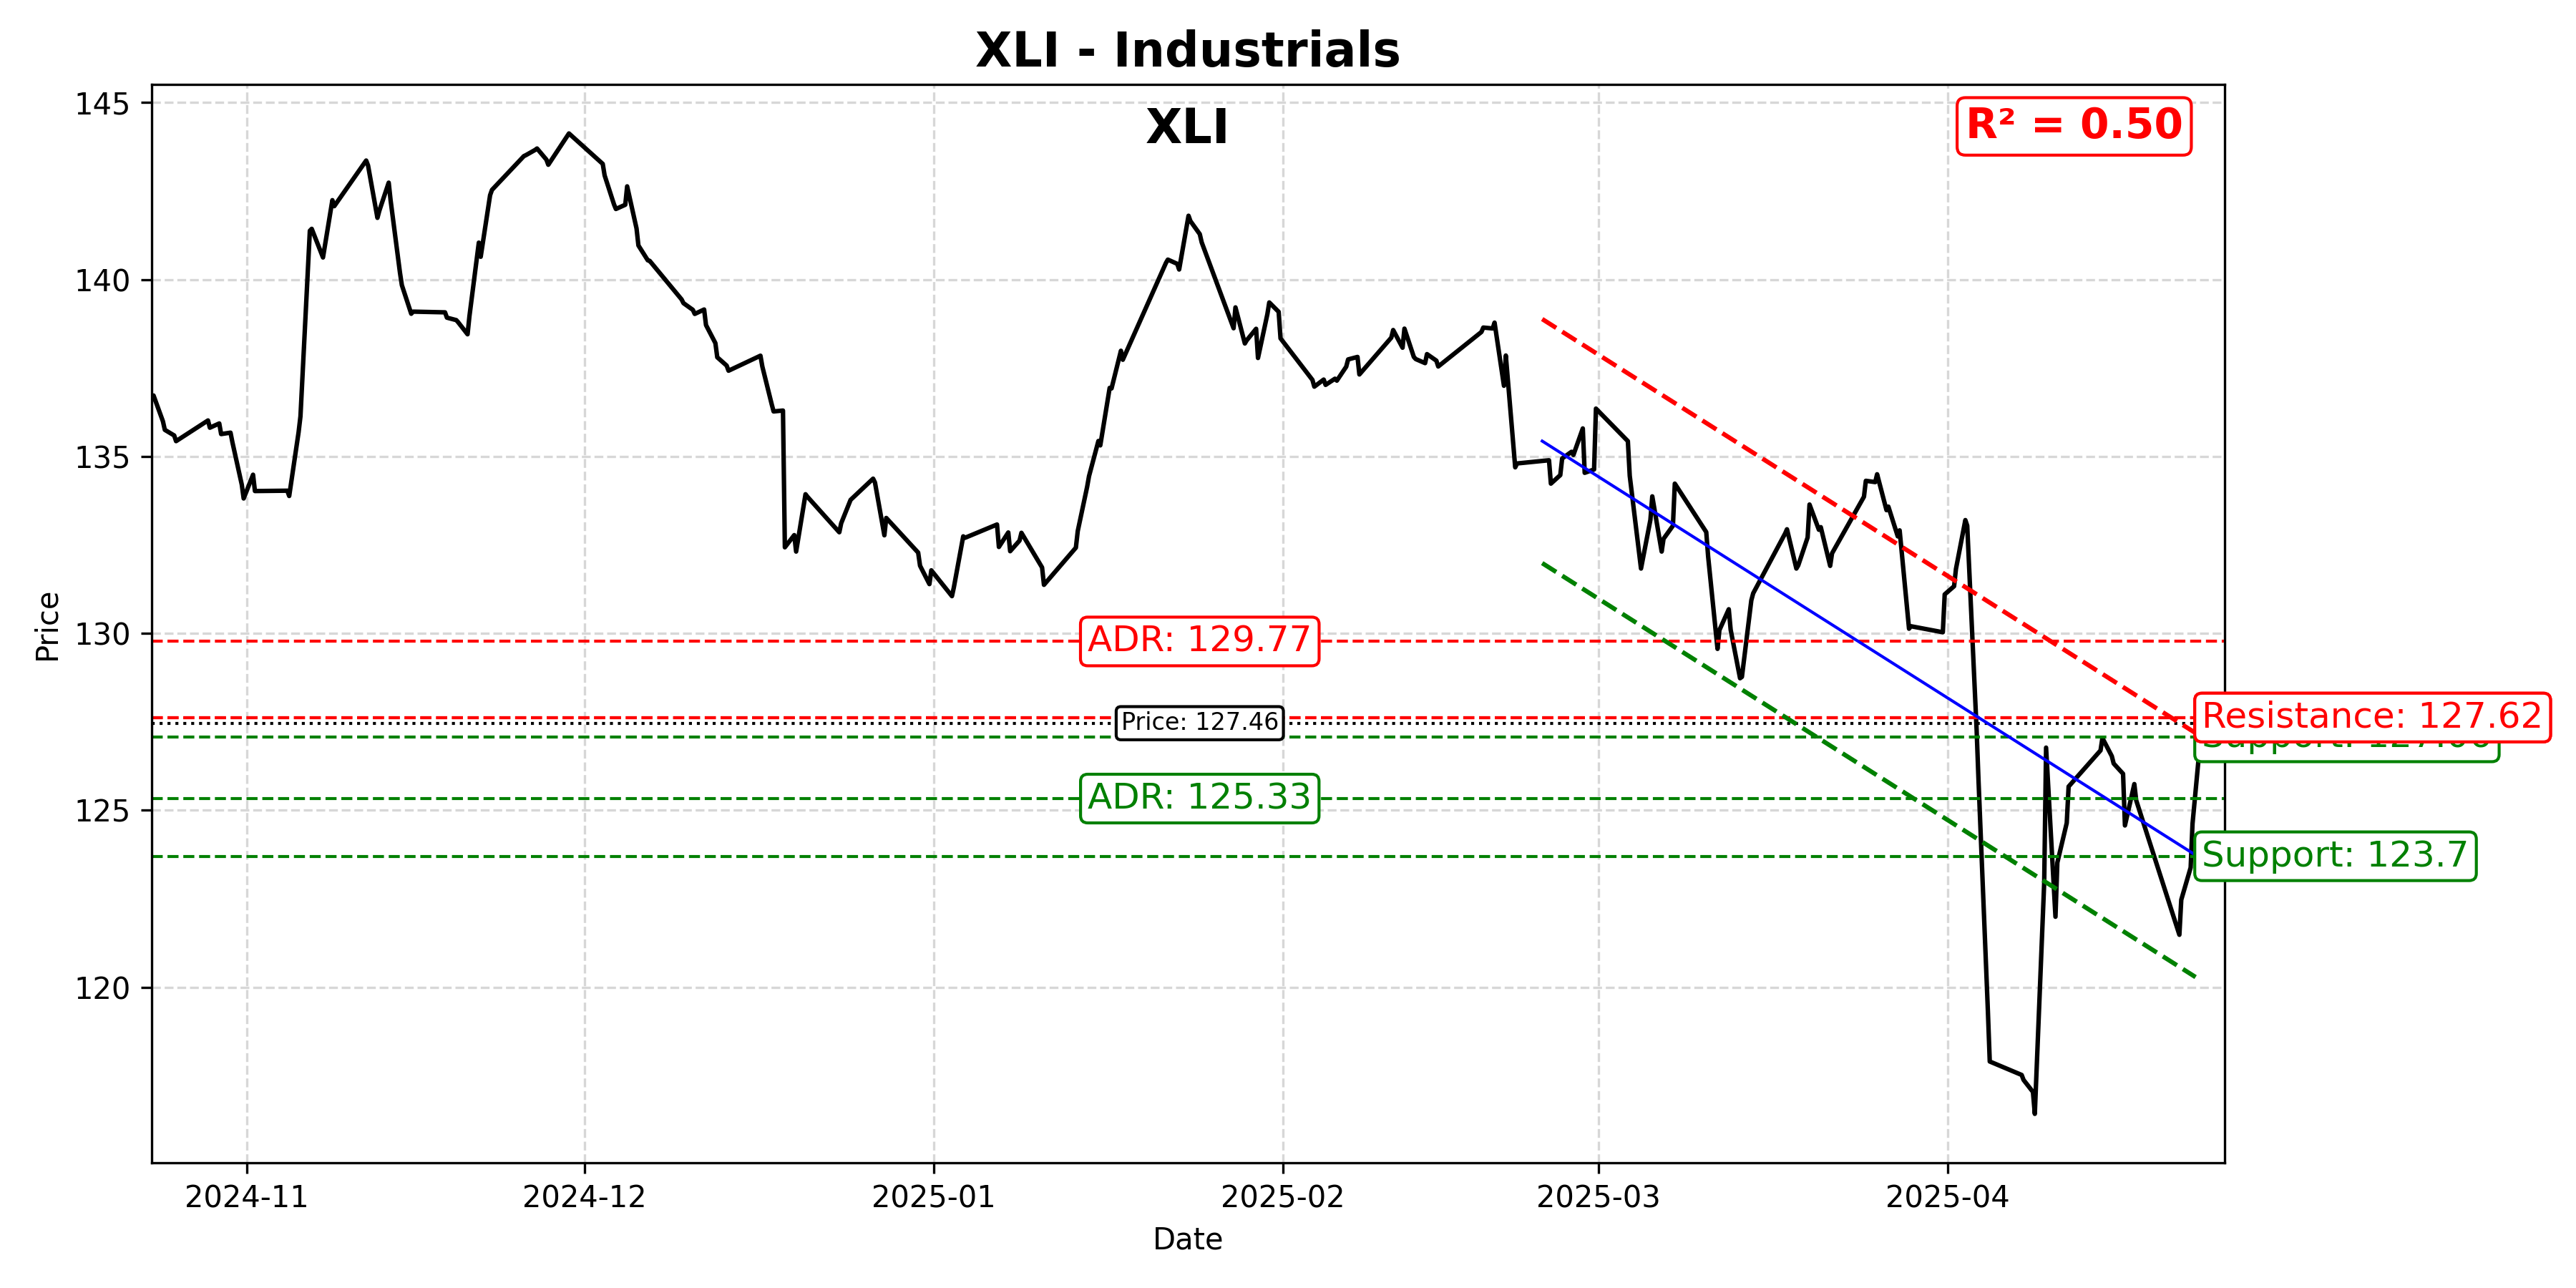 XLI - Industrials
XLI
R² = 0.50
145
140
135
130
125
120
Price
ADR: 129.77
Price: 127.46
ADR: 125.33
Resistance: 127.62
Support: 123.7
2024-11
2024-12
2025-01
2025-02
2025-03
2025-04
Date